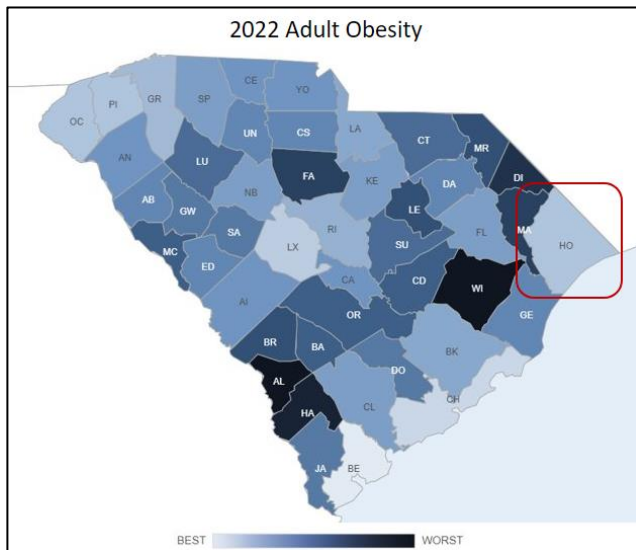 2022 Adult Obesity
CE
YO
PI
GR
SP
OC
LA
UN
CS
CT
MR
AN
LU
FA
DI
KE
DA
AB
NB
LE
GW
MA
SA
RI
FL
HO
MC
LX
SU
ED
CA
CD
WI
AI
OR
GE
BR
BA
BK
DO
AL
CH
HA
CL
JA
BE
BEST WORST